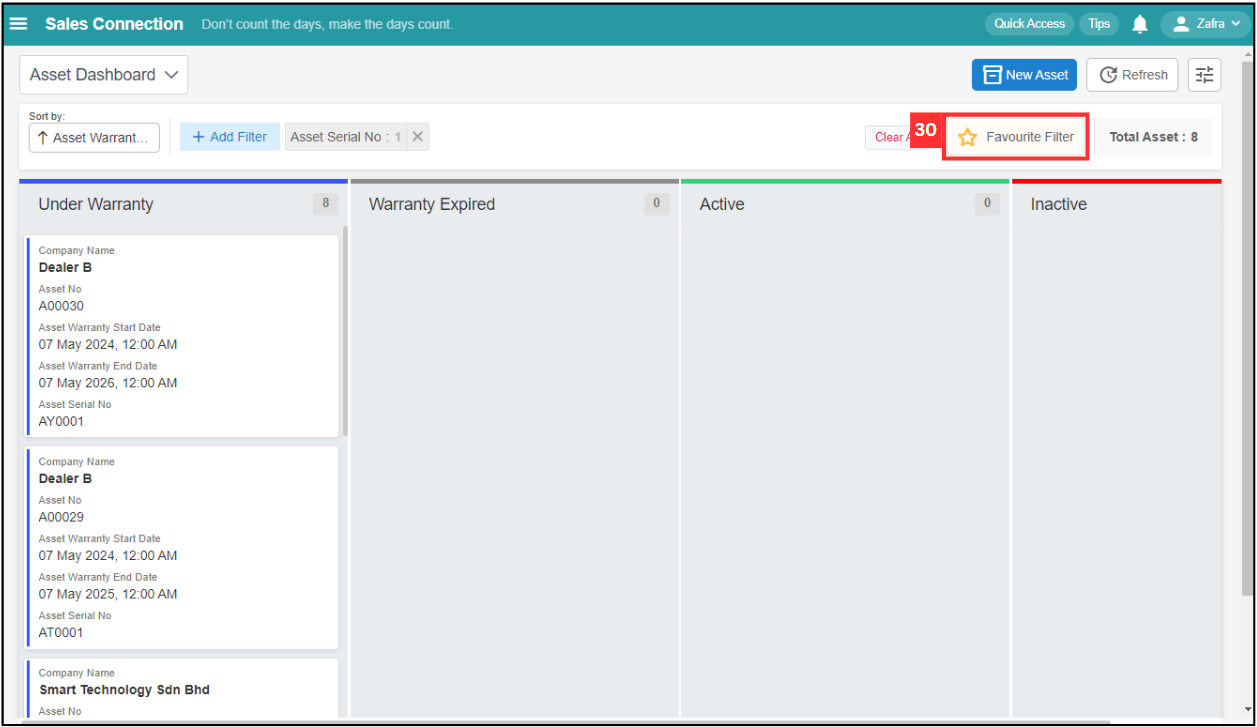 Sales Connection Don't count the days, make the days count. Quick Access Tips Zafra
Asset Dashboard New Asset Refresh
Sort by:
Asset Warrant... + Add Filter Asset Serial No : 1 Clear 30 Favourite Filter Total Asset : 8
Under Warranty 8 Warranty Expired 0 Active 0 Inactive
Company Name
Dealer B
Asset No
A00030
Asset Warranty Start Date
07 May 2024, 12:00 AM
Asset Warranty End Date
07 May 2026, 12:00 AM
Asset Serial No
AY0001
Company Name
Dealer B
Asset No
A00029
Asset Warranty Start Date
07 May 2024, 12:00 AM
Asset Warranty End Date
07 May 2025, 12:00 AM
Asset Serial No
AT0001
Company Name
Smart Technology Sdn Bhd
Asset No